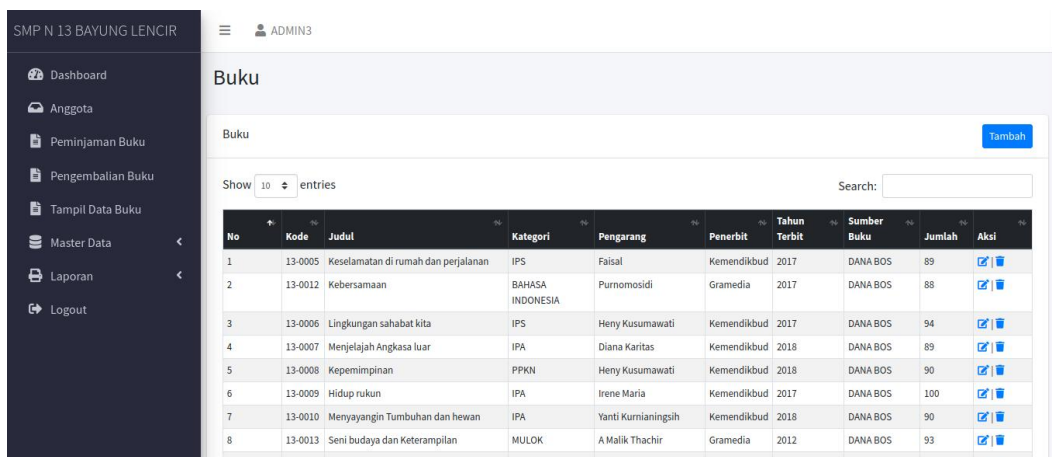 SMP N 13 BAYUNG LENCIR
ADMIN3
Dashboard
Anggota
Peminjaman Buku
Pengembalian Buku
Tampil Data Buku
Master Data
Laporan
Logout
Buku
Buku
Tambah
Show 10 entries
Search:
No Kode Judul Kategori Pengarang Penerbit Tahun Terbit Sumber Buku Jumlah Aksi
1 13-0005 Keselamatan di rumah dan perjalanan IPS Faisal Kemendikbud 2017 DANA BOS 89
2 13-0012 Kebersamaan BAHASA INDONESIA Purnomosidi Gramedia 2017 DANA BOS 88
3 13-0006 Lingkungan sahabat kita IPS Heny Kusumawati Kemendikbud 2017 DANA BOS 94
4 13-0007 Menjelajah Angkasa luar IPA Diana Karitas Kemendikbud 2018 DANA BOS 89
5 13-0008 Kepemimpinan PPKN Heny Kusumawati Kemendikbud 2018 DANA BOS 90
6 13-0009 Hidup rukun IPA Irene Maria Kemendikbud 2017 DANA BOS 100
7 13-0010 Menyayangin Tumbuhan dan hewan IPA Yanti Kurnianingsih Kemendikbud 2018 DANA BOS 90
8 13-0013 Seni budaya dan Keterampilan MULOK A Malik Thachir Gramedia 2012 DANA BOS 93